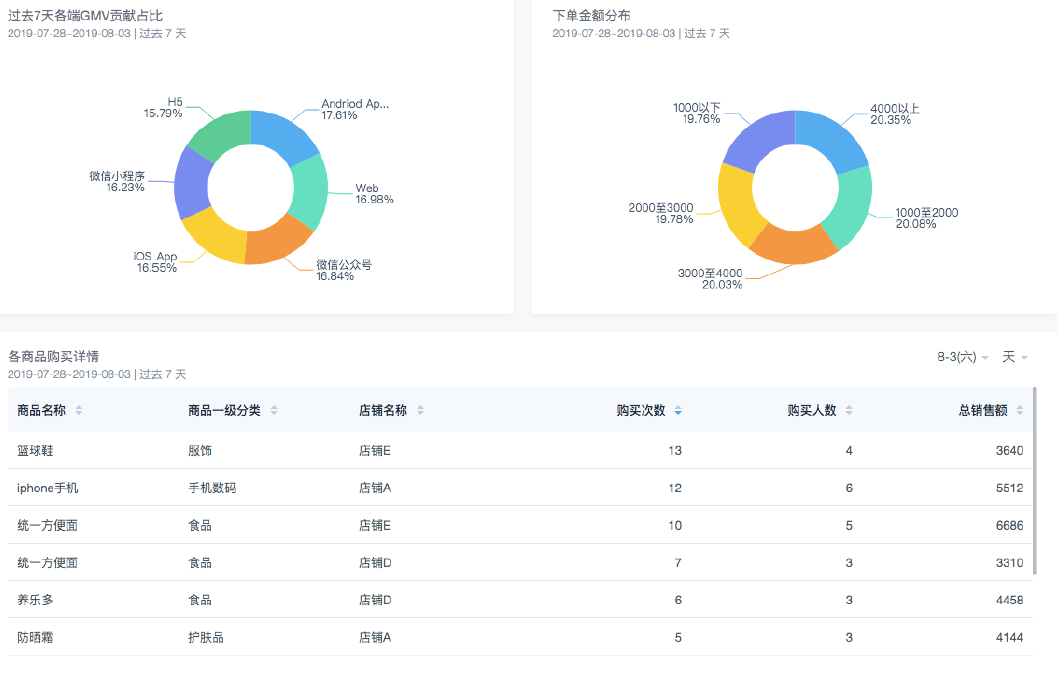 过去7天各端GMV贡献占比
2019-07-28~2019-08-03 | 过去 7 天
H5
15.79%
Andriod Ap...
17.61%
微信小程序
16.23%
Web
16.98%
iOS App
16.55%
微信公众号
16.84%
下单金额分布
2019-07-28~2019-08-03 | 过去 7 天
1000以下
19.76%
4000以上
20.35%
2000至3000
19.78%
1000至2000
20.08%
3000至4000
20.03%
各商品购买详情
8-3(六) 天
2019-07-28~2019-08-03 | 过去 7 天
商品名称 商品一级分类 店铺名称 购买次数 购买人数 总销售额
篮球鞋 服饰 店铺E 13 4 3640
iphone手机 手机数码 店铺A 12 6 5512
统一方便面 食品 店铺E 10 5 6686
统一方便面 食品 店铺D 7 3 3310
养乐多 食品 店铺D 6 3 4458
防晒霜 护肤品 店铺A 5 3 4144